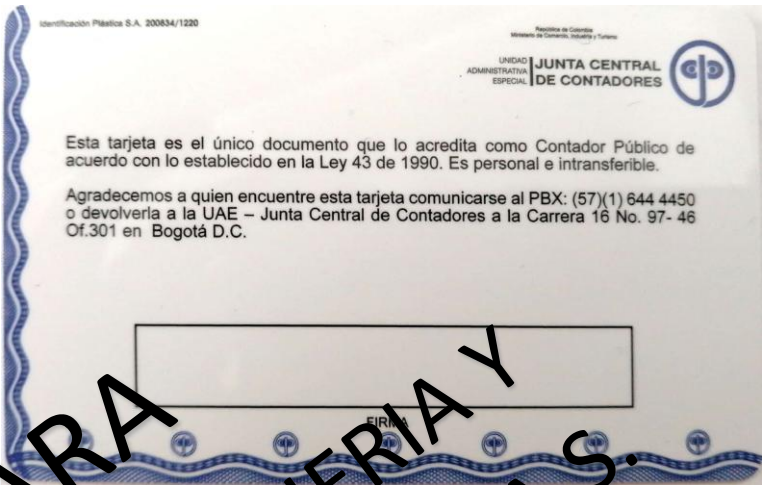 Identificación Plástica S.A. 200834/1220
República de Colombia
Ministerio de Comercio, Industria y Turismo
UNIDAD
ADMINISTRATIVA
ESPECIAL
JUNTA CENTRAL
DE CONTADORES
Esta tarjeta es el único documento que lo acredita como Contador Público de
acuerdo con lo establecido en la Ley 43 de 1990. Es personal e intransferible.
Agradecemos a quien encuentre esta tarjeta comunicarse al PBX: (57)(1) 644 4450
o devolverla a la UAE – Junta Central de Contadores a la Carrera 16 No. 97- 46
Of.301 en Bogotá D.C.
FIRMA
Y
S.